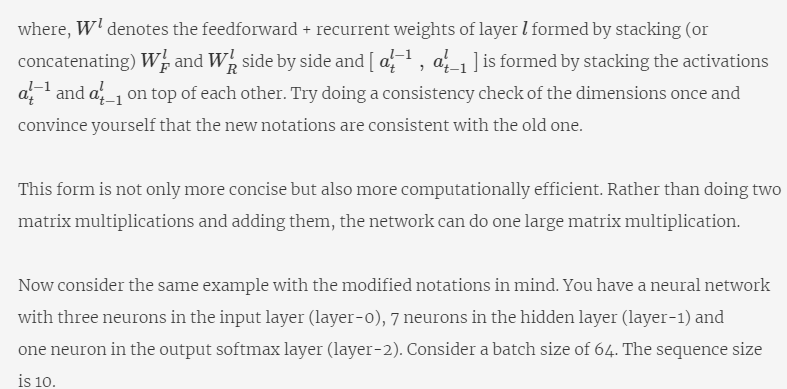 where, W^l denotes the feedforward + recurrent weights of layer l formed by stacking (or
concatenating) W_F^l and W_R^l side by side and [ a_t^{l-1} , a_{t-1}^l ] is formed by stacking the activations
a_t^{l-1} and a_{t-1}^l on top of each other. Try doing a consistency check of the dimensions once and
convince yourself that the new notations are consistent with the old one.
This form is not only more concise but also more computationally efficient. Rather than doing two
matrix multiplications and adding them, the network can do one large matrix multiplication.
Now consider the same example with the modified notations in mind. You have a neural network
with three neurons in the input layer (layer-0), 7 neurons in the hidden layer (layer-1) and
one neuron in the output softmax layer (layer-2). Consider a batch size of 64. The sequence size
is 10.